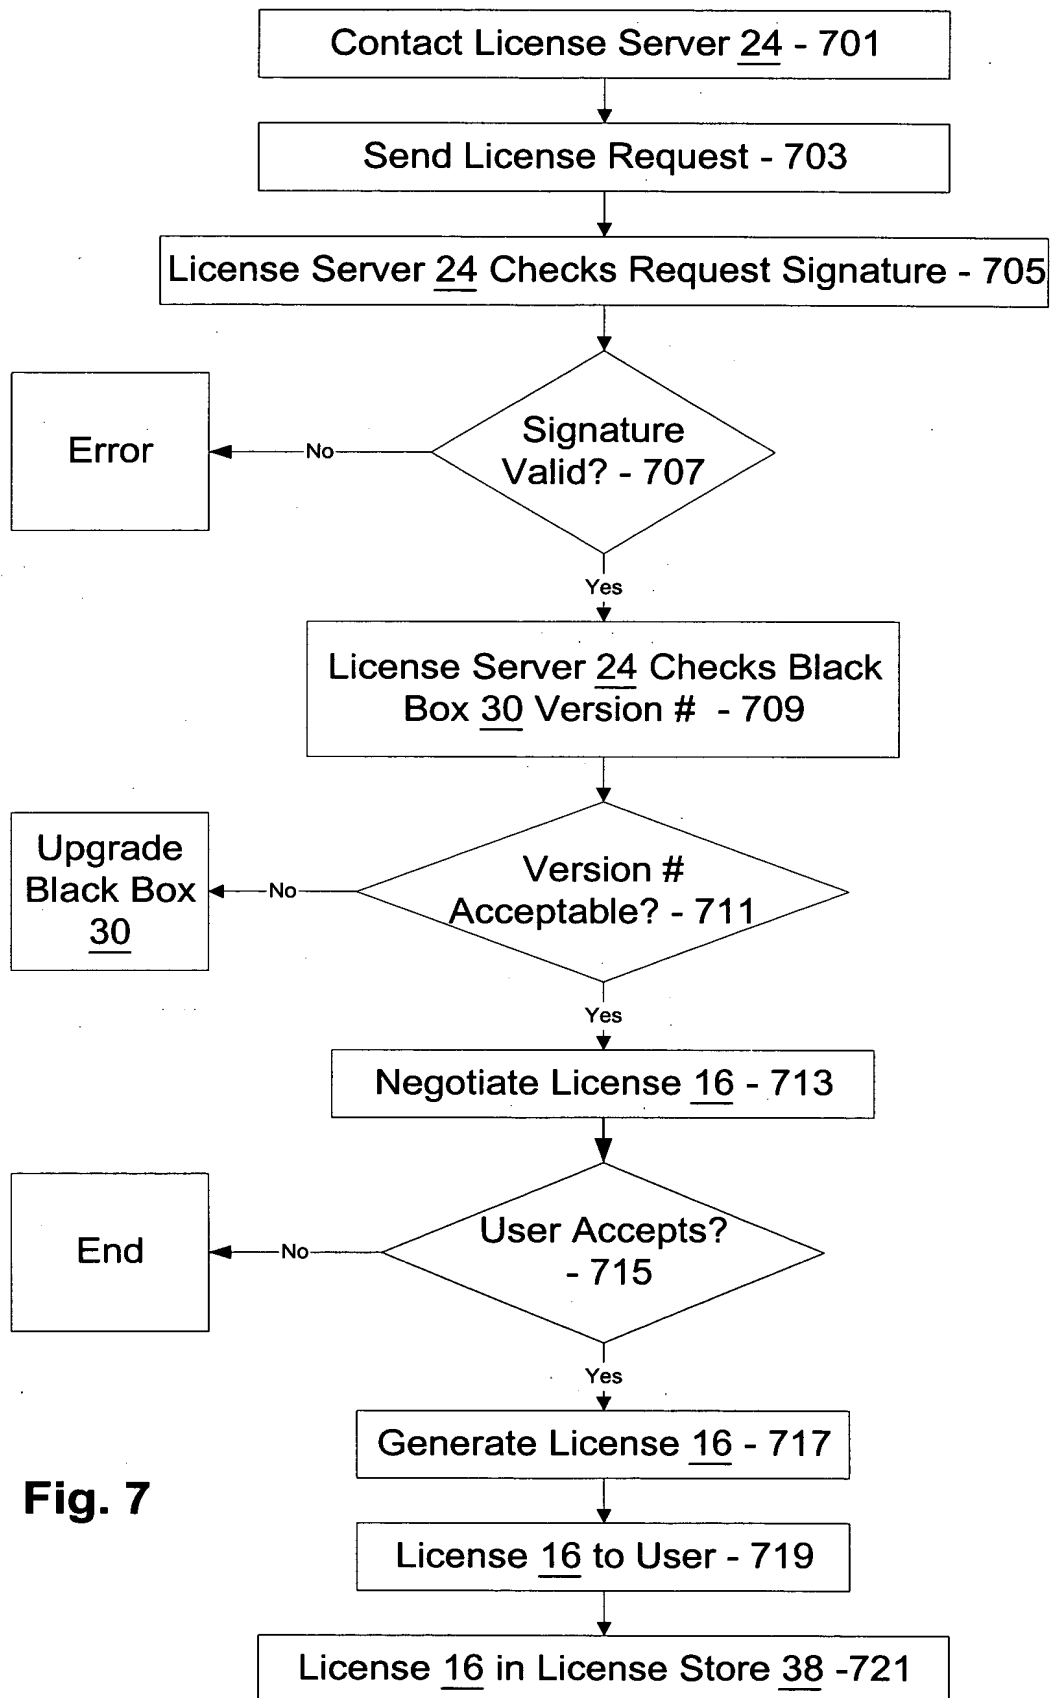 Contact License Server 24 - 701
Send License Request - 703
License Server 24 Checks Request Signature - 705
Signature
Valid? - 707
No
Error
Yes
License Server 24 Checks Black
Box 30 Version # - 709
Version #
Acceptable? - 711
No
Upgrade
Black Box
30
Yes
Negotiate License 16 - 713
User Accepts?
- 715
No
End
Yes
Generate License 16 - 717
Fig. 7
License 16 to User - 719
License 16 in License Store 38 -721